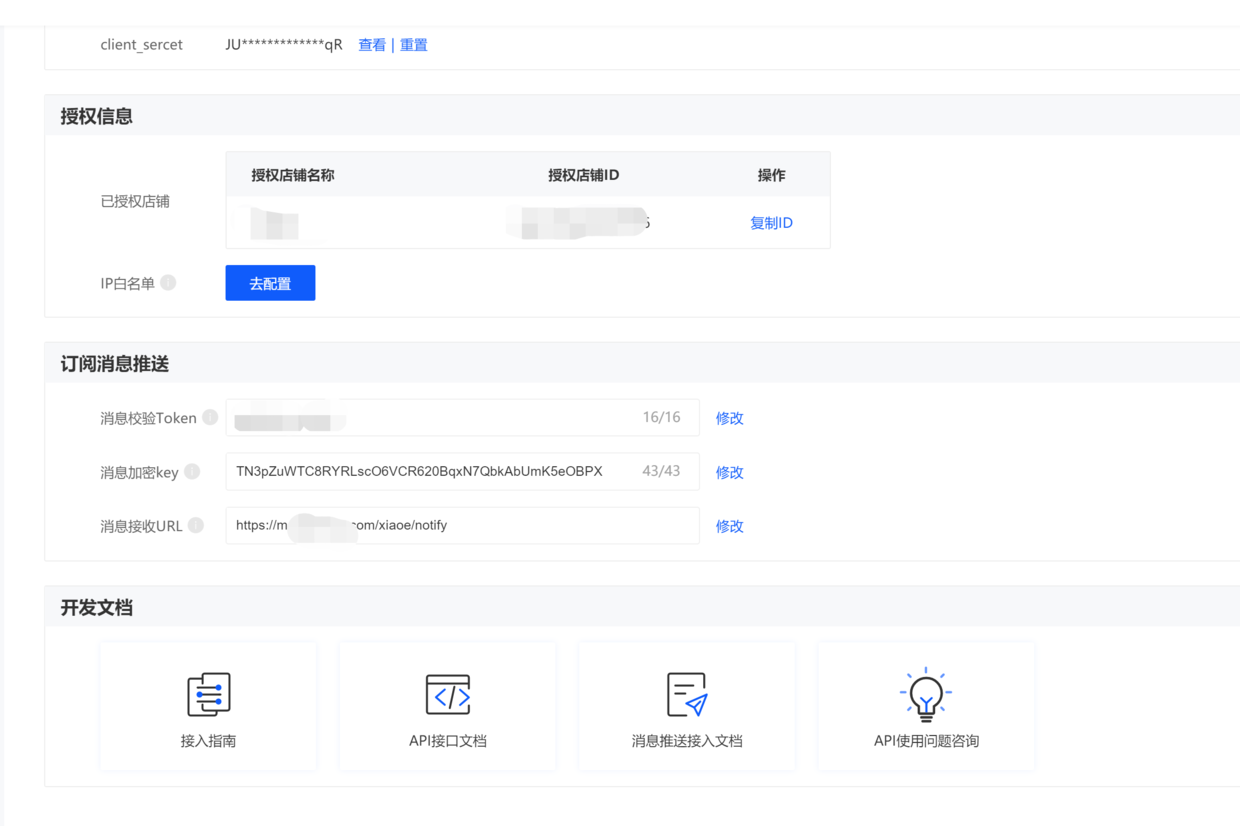 client_sercet JU*************qR 查看 | 重置
授权信息
授权店铺名称 授权店铺ID 操作
已授权店铺
5 复制ID
IP白名单 去配置
订阅消息推送
消息校验Token 16/16 修改
消息加密key TN3pZuWTC8RYRLscO6VCR620BqxN7QbkAbUmK5eOBPX 43/43 修改
消息接收URL https://m com/xiaoe/notify 修改
开发文档
接入指南 API接口文档 消息推送接入文档 API使用问题咨询